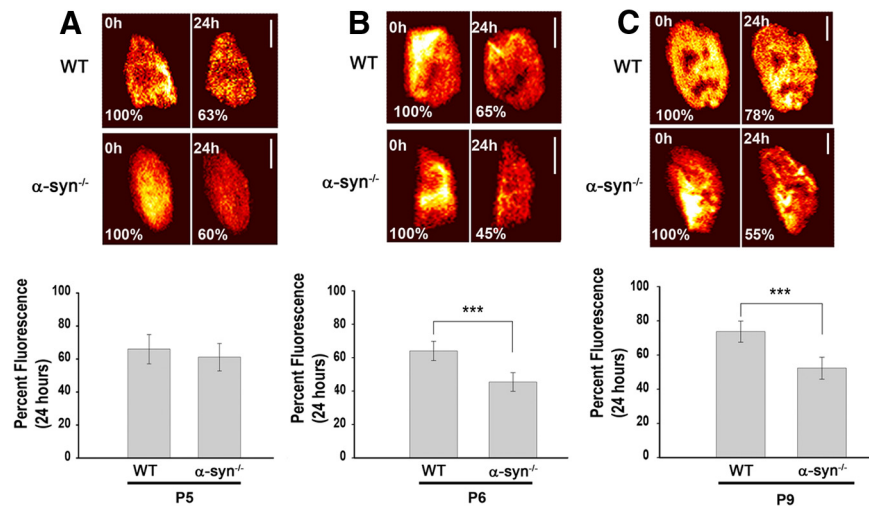 A
0h
24h
WT
100%
63%
0h
24h
α-syn-/-
100%
60%
Percent Fluorescence
(24 hours)
100
80
60
40
20
0
WT
α-syn-/-
P5
B
WT
100%
65%
0h
24h
α-syn-/-
100%
45%
Percent Fluorescence
(24 hours)
100
80
60
40
20
0
***
WT
α-syn-/-
P6
C
0h
24h
WT
100%
78%
0h
24h
α-syn-/-
100%
55%
Percent Fluorescence
(24 hours)
100
80
60
40
20
0
***
WT
α-syn-/-
P9
0h
24h